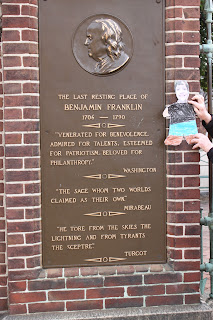 THE LAST RESTING PLACE OF
BENJAMIN FRANKLIN
1706 — 1790
"VENERATED FOR BENEVOLENCE,
ADMIRED FOR TALENTS, ESTEEMED
FOR PATRIOTISM, BELOVED FOR
PHILANTHROPY."
WASHINGTON
"THE SAGE WHOM TWO WORLDS
CLAIMED AS THEIR OWN"
MIRABEAU
"HE TORE FROM THE SKIES THE
LIGHTNING AND FROM TYRANTS
THE SCEPTRE"
TURGOT